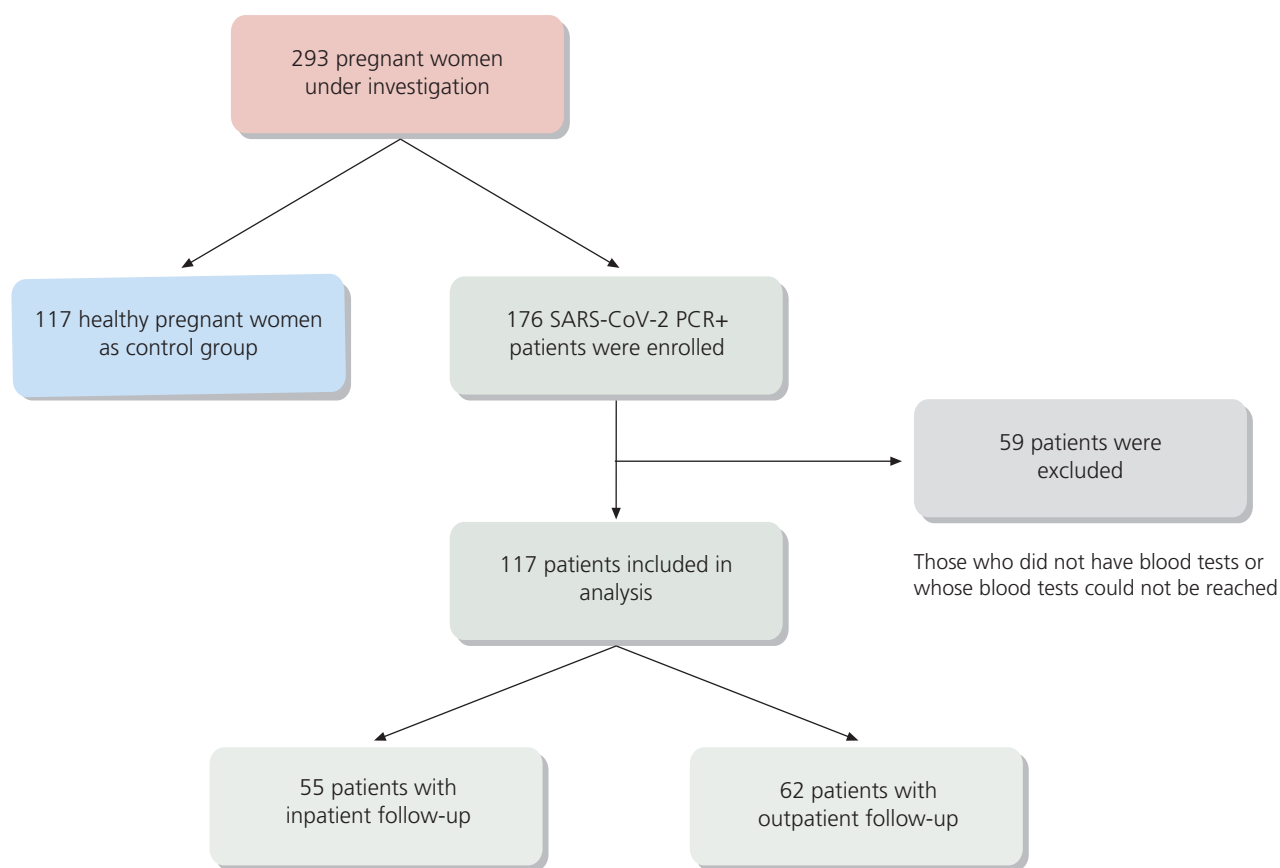 293 pregnant women
under investigation
117 healthy pregnant women
as control group
176 SARS-CoV-2 PCR+
patients were enrolled
59 patients were
excluded
Those who did not have blood tests or
whose blood tests could not be reached
117 patients included in
analysis
55 patients with
inpatient follow-up
62 patients with
outpatient follow-up